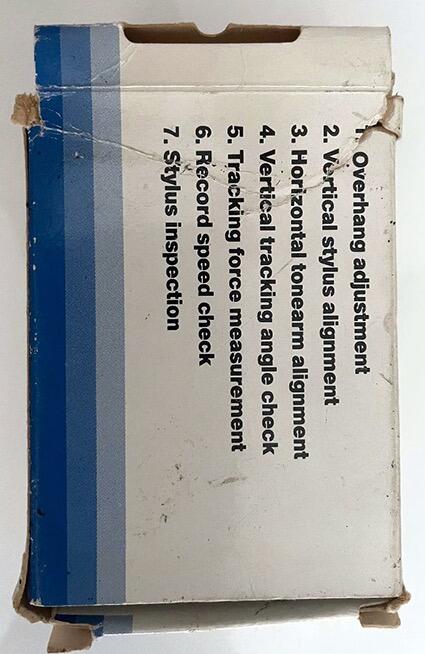 1. Overhang adjustment
2. Vertical stylus alignment
3. Horizontal tonearm alignment
4. Vertical tracking angle check
5. Tracking force measurement
6. Record speed check
7. Stylus inspection